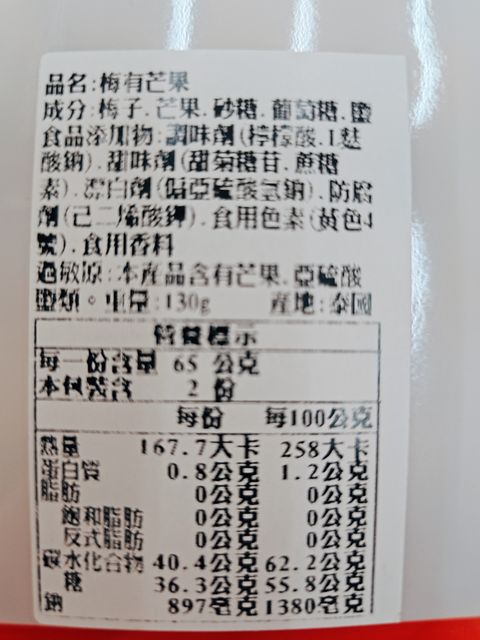 品名:梅有芒果
成分:梅子.芒果.砂糖.葡萄糖.鹽
食品添加物:調味劑(檸檬酸.L麩
酸鈉).甜味劑(甜菊糖苷.蔗糖
素).漂白劑(偏亞硫酸氫鈉).防腐
劑(己二烯酸鉀).食用色素(黃色4
號).食用香料
過敏原:本產品含有芒果.亞硫酸
鹽類。重量:130g 產地:泰國
營養標示
每一份含量 65 公克
本包裝含 2 份
每份 每100公克
熱量 167.7大卡 258大卡
蛋白質 0.8公克 1.2公克
脂肪 0公克 0公克
飽和脂肪 0公克 0公克
反式脂肪 0公克 0公克
碳水化合物 40.4公克 62.2公克
糖 36.3公克 55.8公克
鈉 897毫克 1380毫克